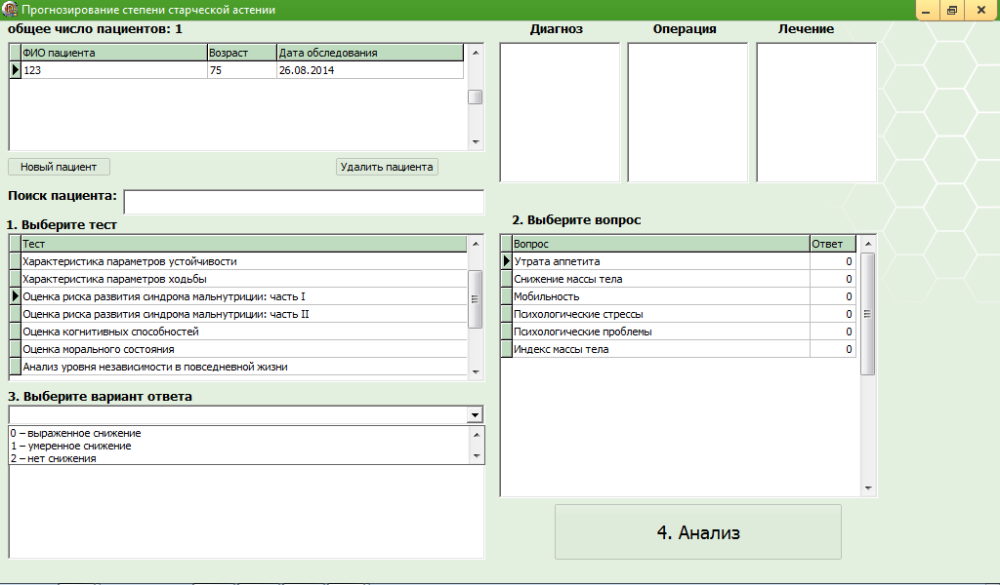 Прогнозирование степени старческой астении
общее число пациентов: 1
ФИО пациента Возраст Дата обследования
123 75 26.08.2014
Новый пациент Удалить пациента
Поиск пациента:
Диагноз Операция Лечение
1. Выберите тест
Тест
Характеристика параметров устойчивости
Характеристика параметров ходьбы
Оценка риска развития синдрома мальнутриции: часть I
Оценка риска развития синдрома мальнутриции: часть II
Оценка когнитивных способностей
Оценка морального состояния
Анализ уровня независимости в повседневной жизни
2. Выберите вопрос
Вопрос Ответ
Утрата аппетита 0
Снижение массы тела 0
Мобильность 0
Психологические стрессы 0
Психологические проблемы 0
Индекс массы тела 0
3. Выберите вариант ответа
0 – выраженное снижение
1 – умеренное снижение
2 – нет снижения
4. Анализ